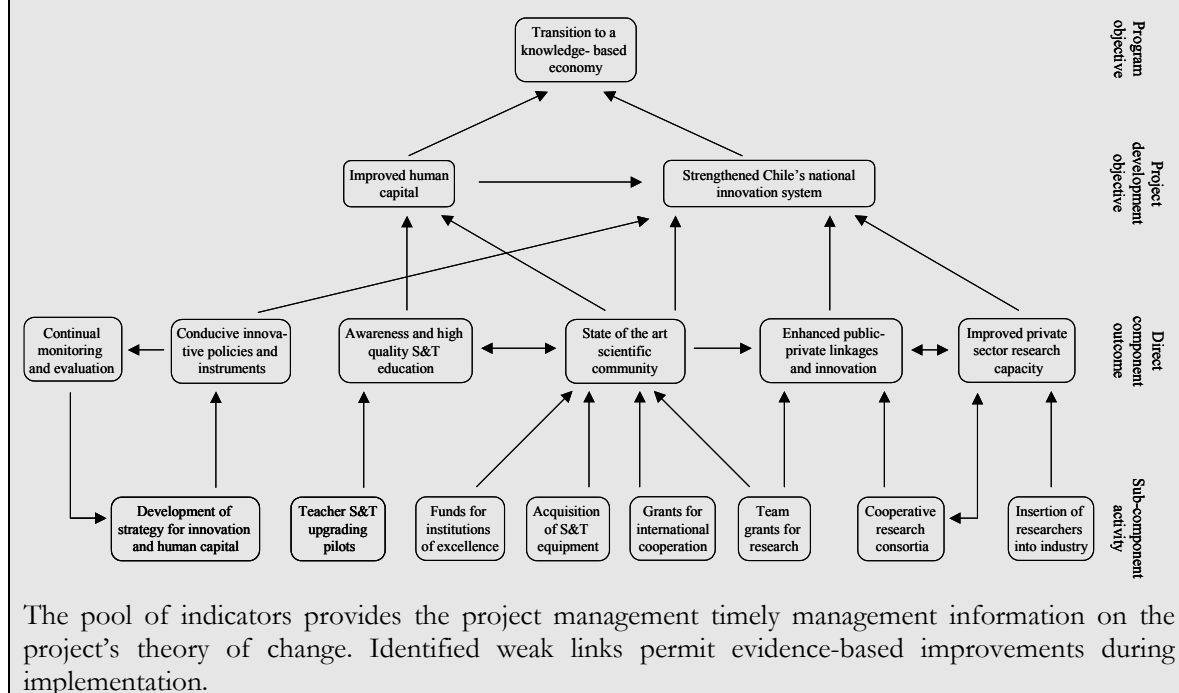 Transition to a
knowledge- based
economy
Program
objective
Improved human
capital
Strengthened Chile's national
innovation system
Project
development
objective
Continual
monitoring
and evaluation
Conducive innova-
tive policies and
instruments
Awareness and high
quality S&T
education
State of the art
scientific
community
Enhanced public-
private linkages
and innovation
Improved private
sector research
capacity
Direct
component
outcome
Development of
strategy for innovation
and human capital
Teacher S&T
upgrading
pilots
Funds for
institutions
of excellence
Acquisition
of S&T
equipment
Grants for
international
cooperation
Team
grants for
research
Cooperative
research
consortia
Insertion of
researchers
into industry
Sub-component
activity
The pool of indicators provides the project management timely management information on the
project's theory of change. Identified weak links permit evidence-based improvements during
implementation.